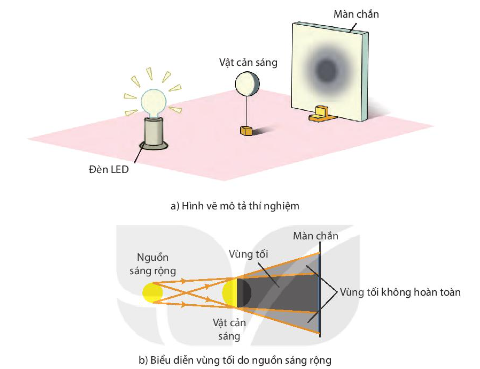 Màn chắn
Vật cản sáng
Đèn LED
a) Hình vẽ mô tả thí nghiệm
Màn chắn
Nguồn
sáng rộng
Vùng tối
Vùng tối không hoàn toàn
Vật cản
sáng
b) Biểu diễn vùng tối do nguồn sáng rộng